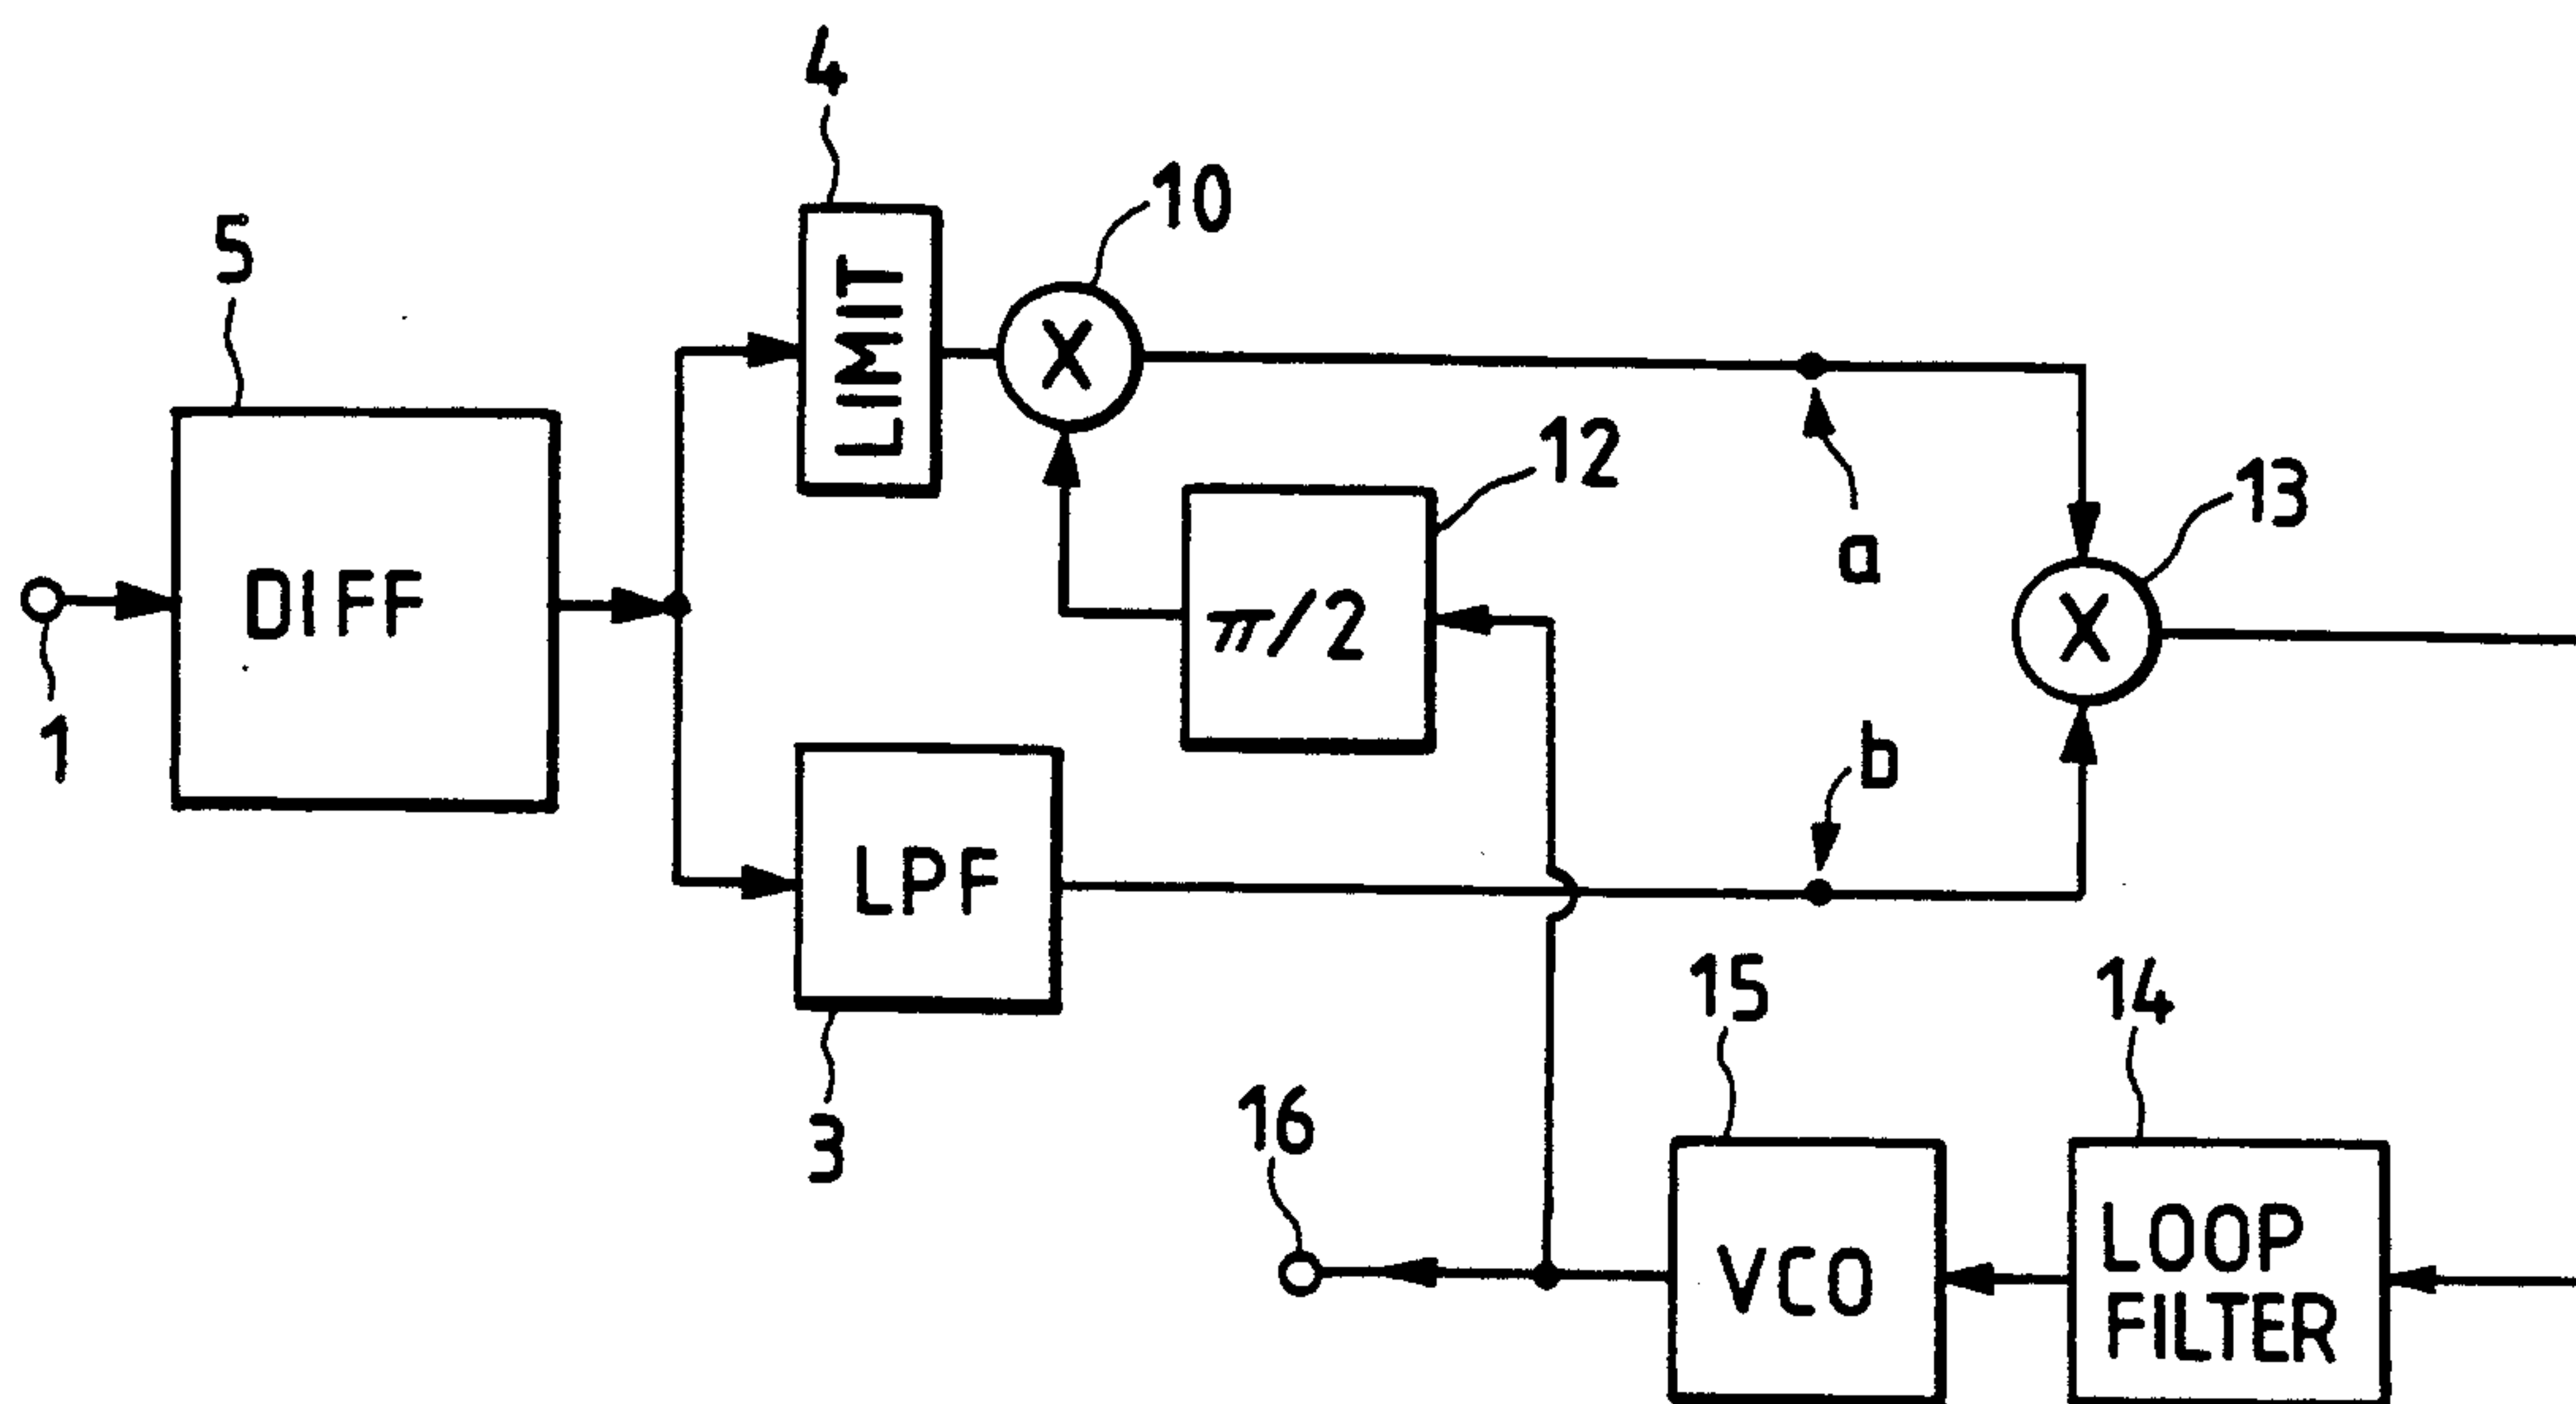 4
10
5
LIMIT
X
12
13
a
DIFF
π/2
X
1
b
LPF
15
14
16
3
VCO
LOOP
FILTER